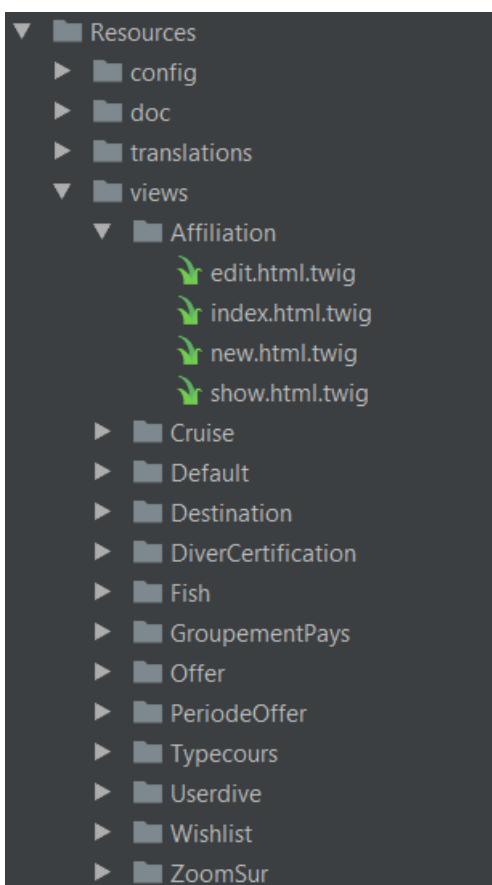 Resources
config
doc
translations
views
Affiliation
edit.html.twig
index.html.twig
new.html.twig
show.html.twig
Cruise
Default
Destination
DiverCertification
Fish
GroupementPays
Offer
PeriodeOffer
Typecours
Userdive
Wishlist
ZoomSur